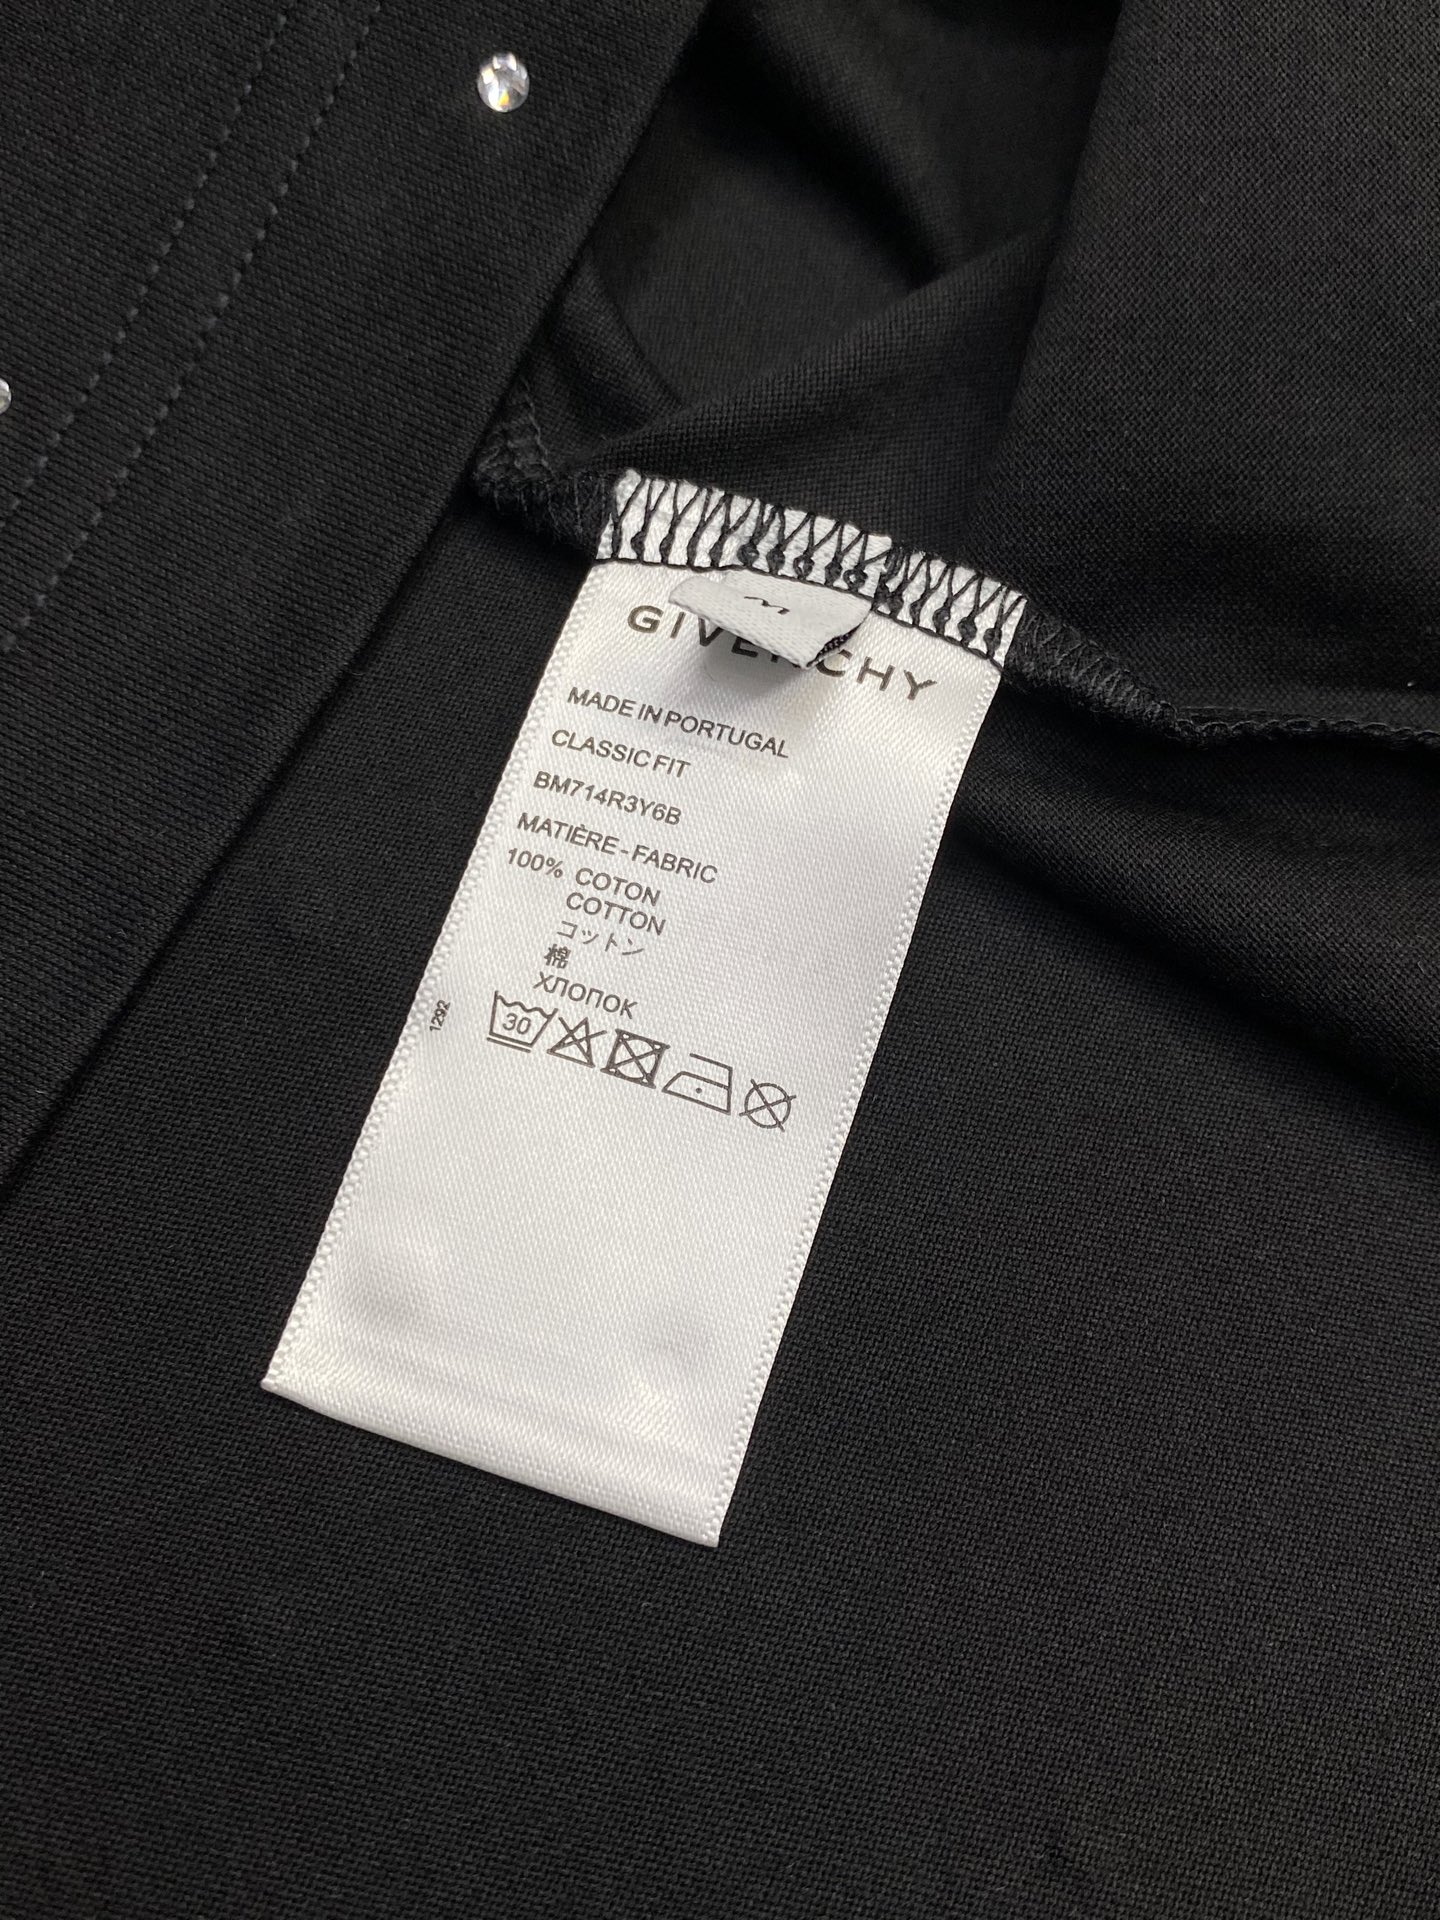 M
GIVENCHY
MADE IN PORTUGAL
CLASSIC FIT
BM714R3Y6B
MATIÈRE - FABRIC
100% COTON
COTTON
コットン
棉
ХЛОПОК
1292
30